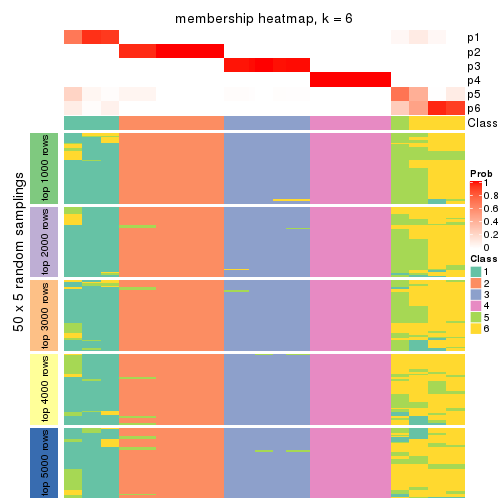 membership heatmap, k = 6
p1
p2
p3
p4
p5
p6
Class
50 x 5 random samplings
top 1000 rows
top 2000 rows
top 3000 rows
top 4000 rows
top 5000 rows
Prob
1
0.8
0.6
0.4
0.2
0
Class
1
2
3
4
5
6